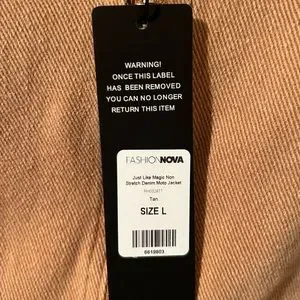 WARNING!
ONCE THIS LABEL
HAS BEEN REMOVED
YOU CAN NO LONGER
RETURN THIS ITEM
FASHIONNOVA
Just Like Magic Non
Stretch Denim Moto Jacket
Tan
SIZE L
6619803